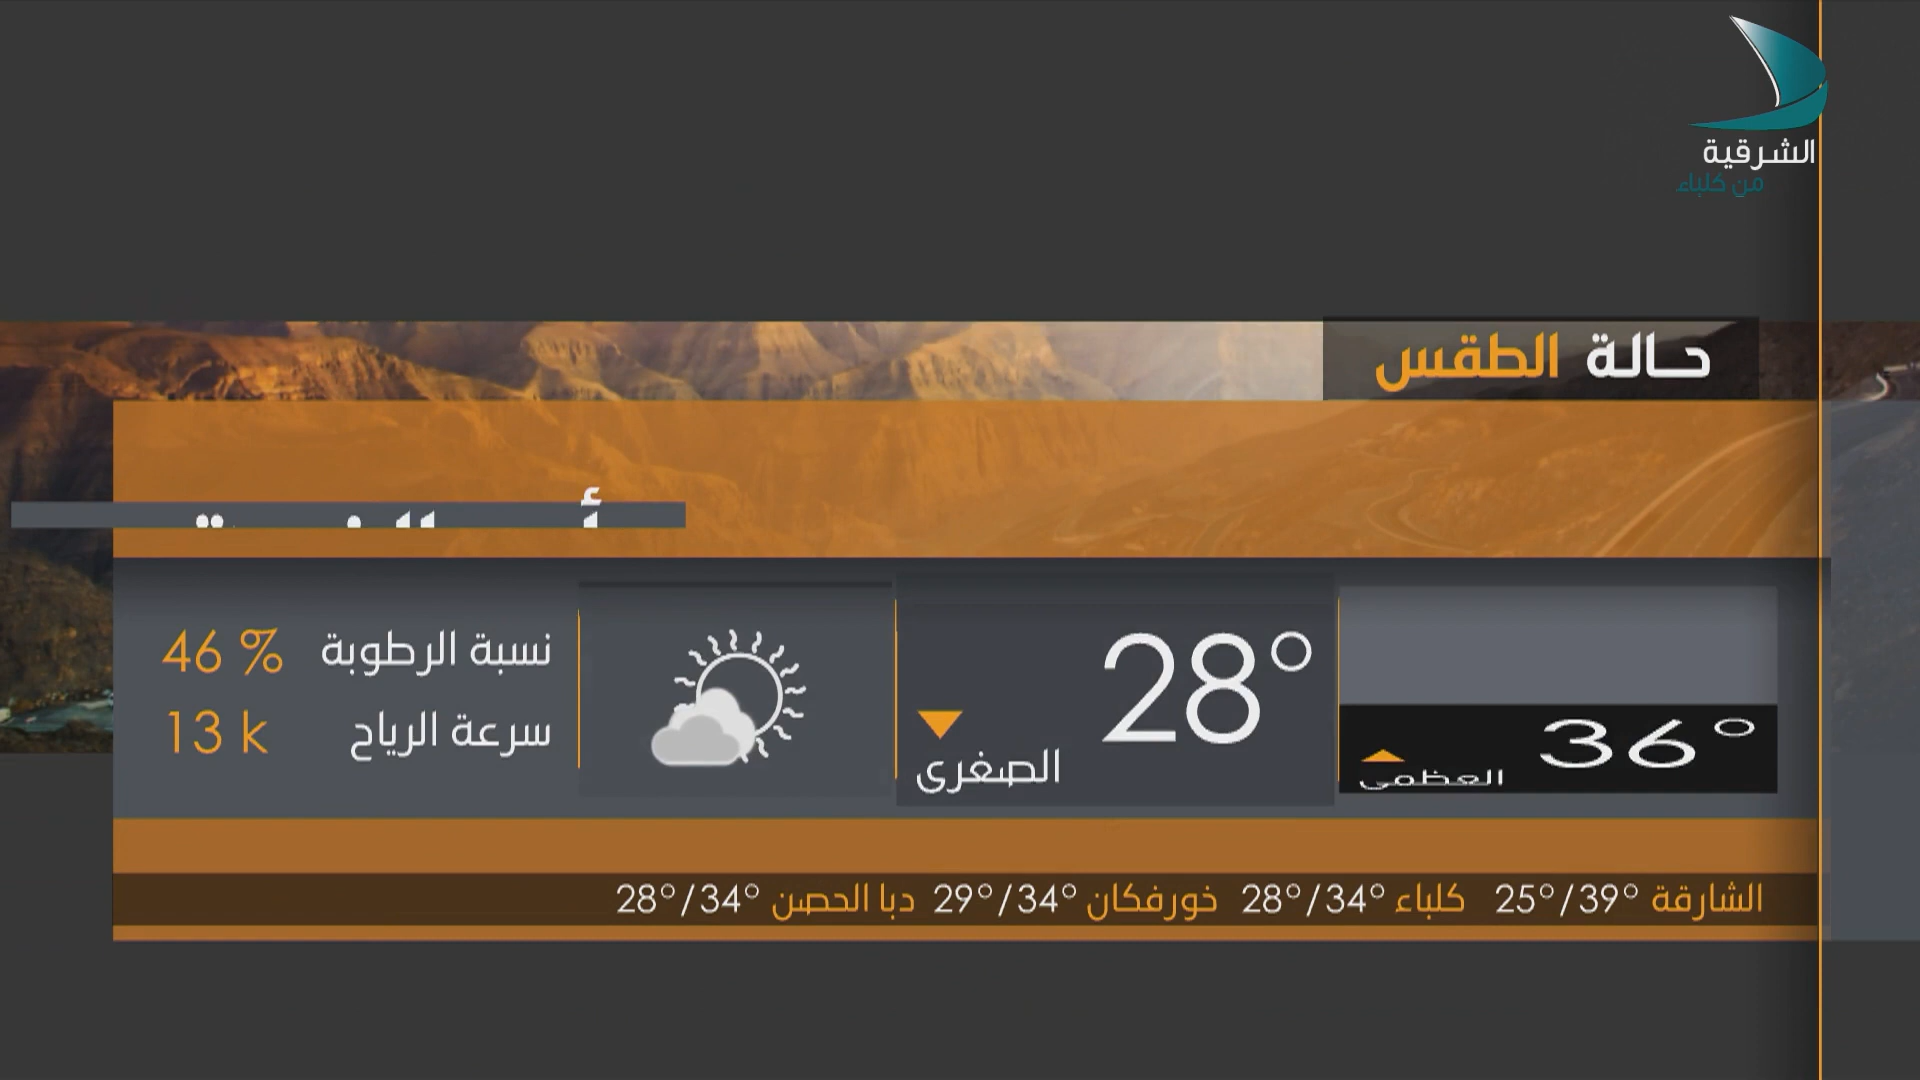 الشرقية
من كلباء
حالة الطقس
36°
العظمى
28°
الصغرى
نسبة الرطوبة 46 %
سرعة الرياح 13 k
الشارقة 25°/39° كلباء 28°/34° خورفكان 29°/34° دبا الحصن 28°/34°